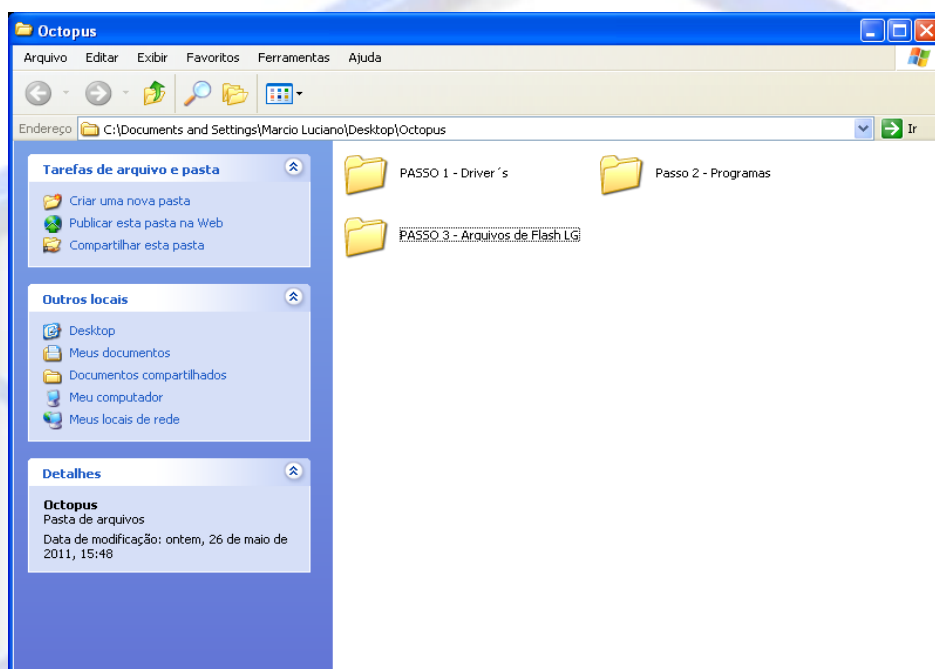 Octopus
Arquivo Editar Exibir Favoritos Ferramentas Ajuda
Endereço C:\Documents and Settings\Marcio Luciano\Desktop\Octopus Ir
Tarefas de arquivo e pasta
Criar uma nova pasta
Publicar esta pasta na Web
Compartilhar esta pasta
Outros locais
Desktop
Meus documentos
Documentos compartilhados
Meu computador
Meus locais de rede
Detalhes
Octopus
Pasta de arquivos
Data de modificação: ontem, 26 de maio de
2011, 15:48
PASSO 1 - Driver´s
Passo 2 - Programas
PASSO 3 - Arquivos de Flash LG